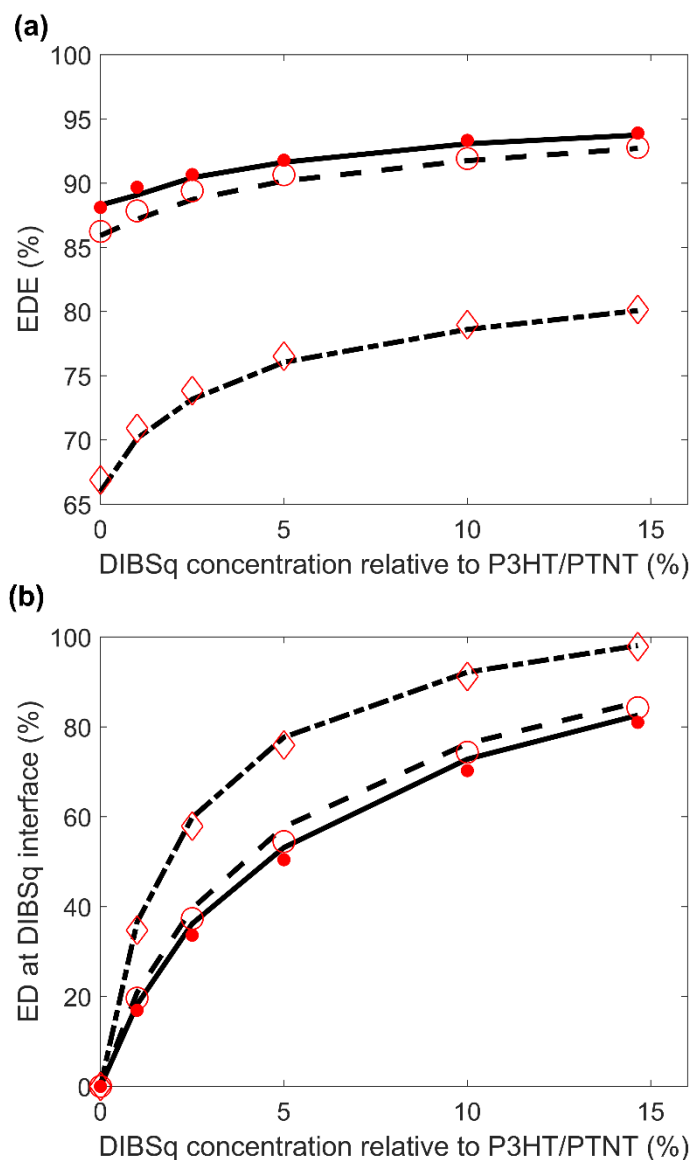 (a)
100
95
90
85
80
75
70
65
EDE (%)
0 5 10 15
DIBSq concentration relative to P3HT/PTNT (%)
(b)
100
80
60
40
20
0
ED at DIBSq interface (%)
0 5 10 15
DIBSq concentration relative to P3HT/PTNT (%)